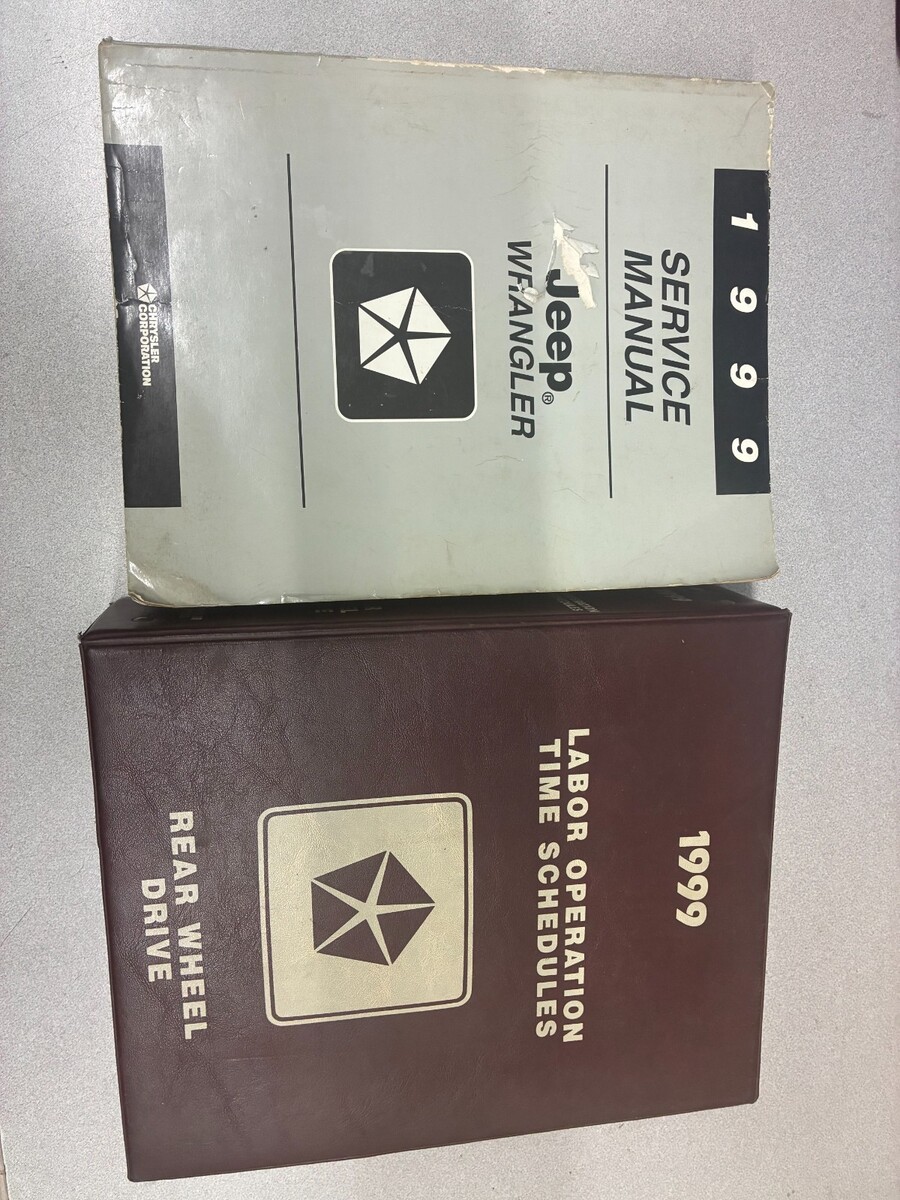 1999
SERVICE
MANUAL
Jeep®
WRANGLER
CHRYSLER
CORPORATION
1999
LABOR OPERATION
TIME SCHEDULES
REAR WHEEL
DRIVE